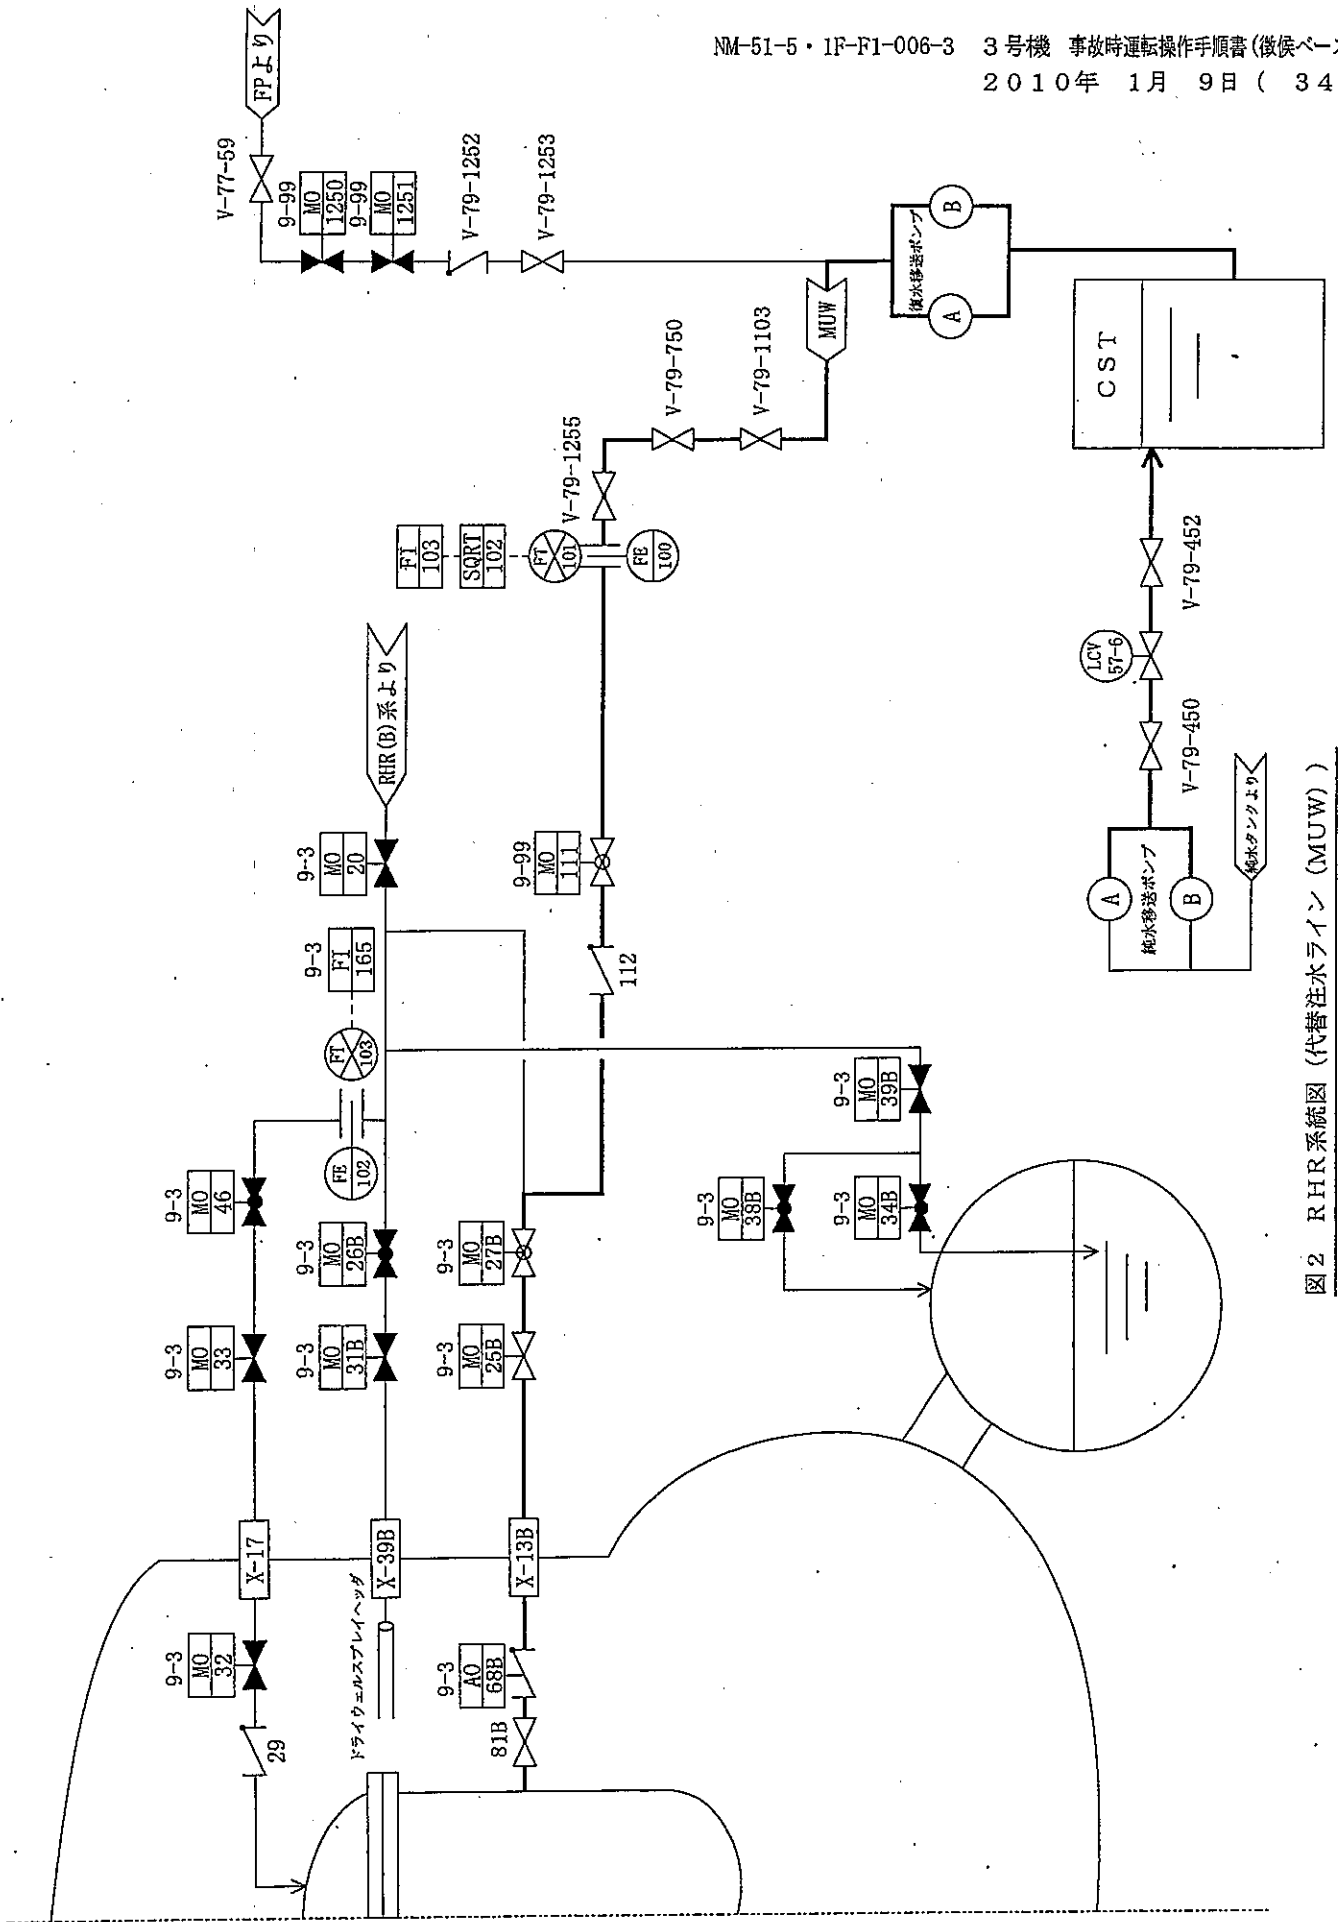 NM-51-5・1F-F1-006-3 3号機 事故時運転操作手順書(徴候ベース
2010年 1月 9日( 34
FPより
V-77-59
9-99
MO
1250
9-99
MO
1251
V-79-1252
V-79-1253
復水移送ポンプ
A
B
MUW
CST
V-79-750
V-79-1103
V-79-1255
FI
103
SQRT
102
FT
101
FE
100
RHR(B)系より
9-3
MO
20
9-99
MO
111
112
9-3
FI
165
FT
103
FE
102
9-3
MO
46
9-3
MO
26B
9-3
MO
27B
9-3
MO
33
9-3
MO
31B
9-3
MO
25B
9-3
MO
39B
9-3
MO
38B
9-3
MO
34B
X-17
X-39B
X-13B
9-3
MO
32
29
ドライウェルスプレイヘッダ
9-3
AO
68B
81B
V-79-452
LCV
57-6
V-79-450
純水移送ポンプ
A
B
純水タンクより
図2 RHR系統図(代替注水ライン(MUW))